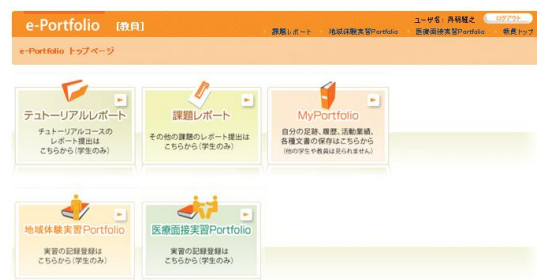 e-Portfolio [教員]
ユーザ名: 丹羽雅之 ログアウト
課題レポート 地域体験実習Portfolio 医療面接実習Portfolio 教員トップ
e-Portfolio トップページ
テュトーリアルレポート
チュートーリアルコースの
レポート提出は
こちらから(学生のみ)
課題レポート
その他の課題のレポート提出は
こちらから(学生のみ)
MyPortfolio
自分の足跡、履歴、活動業績、
各種文書の保存はこちらから
(他の学生や教員は見られません)
地域体験実習Portfolio
実習の記録登録は
こちらから(学生のみ)
医療面接実習Portfolio
実習の記録登録は
こちらから(学生のみ)